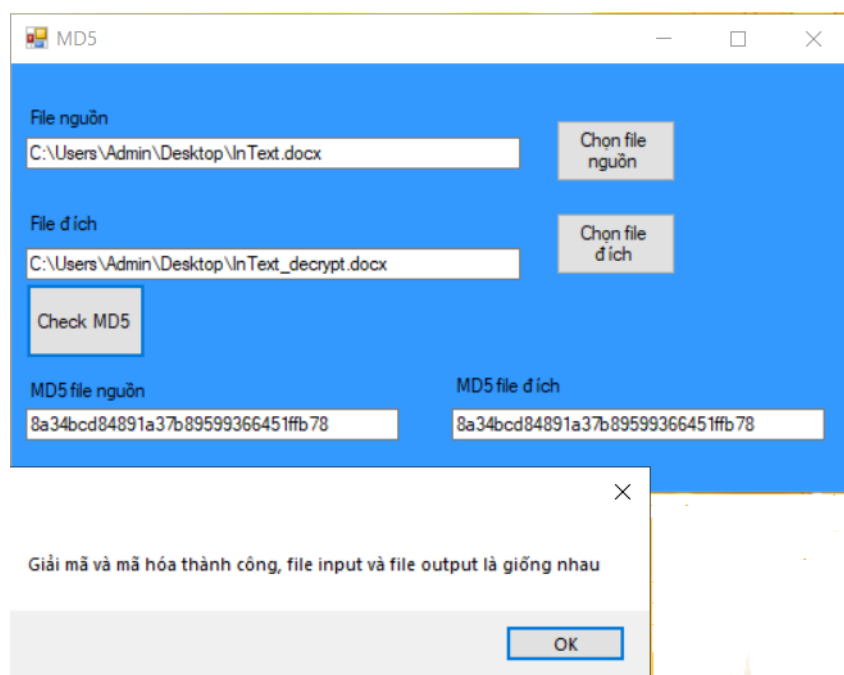 MD5
File nguồn
C:\Users\Admin\Desktop\InText.docx
Chọn file
nguồn
File đích
C:\Users\Admin\Desktop\InText_decrypt.docx
Chọn file
đích
Check MD5
MD5 file nguồn
MD5 file đích
8a34bcd84891a37b89599366451ffb78
8a34bcd84891a37b89599366451ffb78
Giải mã và mã hóa thành công, file input và file output là giống nhau
OK